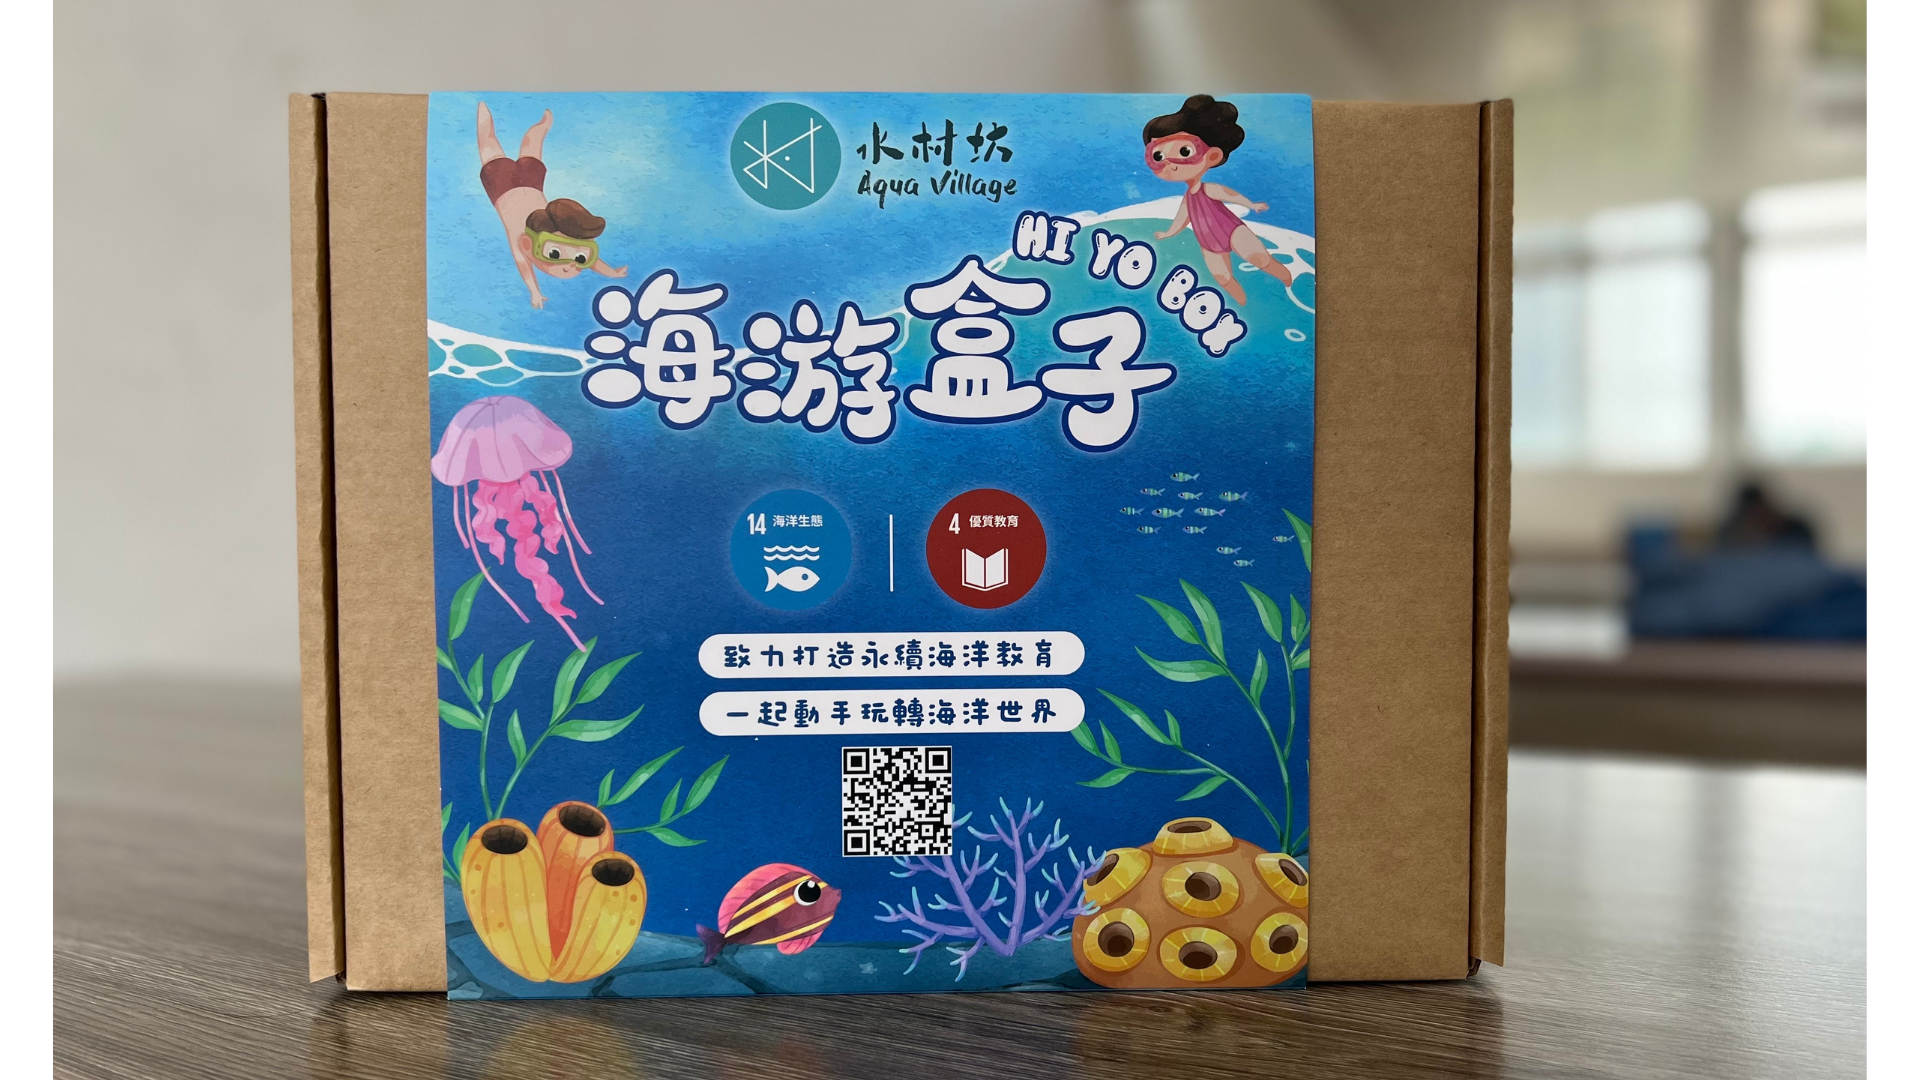 水村坊
Aqua Village
HI YO BOX
海游盒子
14 海洋生態
4 優質教育
致力打造永續海洋教育
一起動手玩轉海洋世界